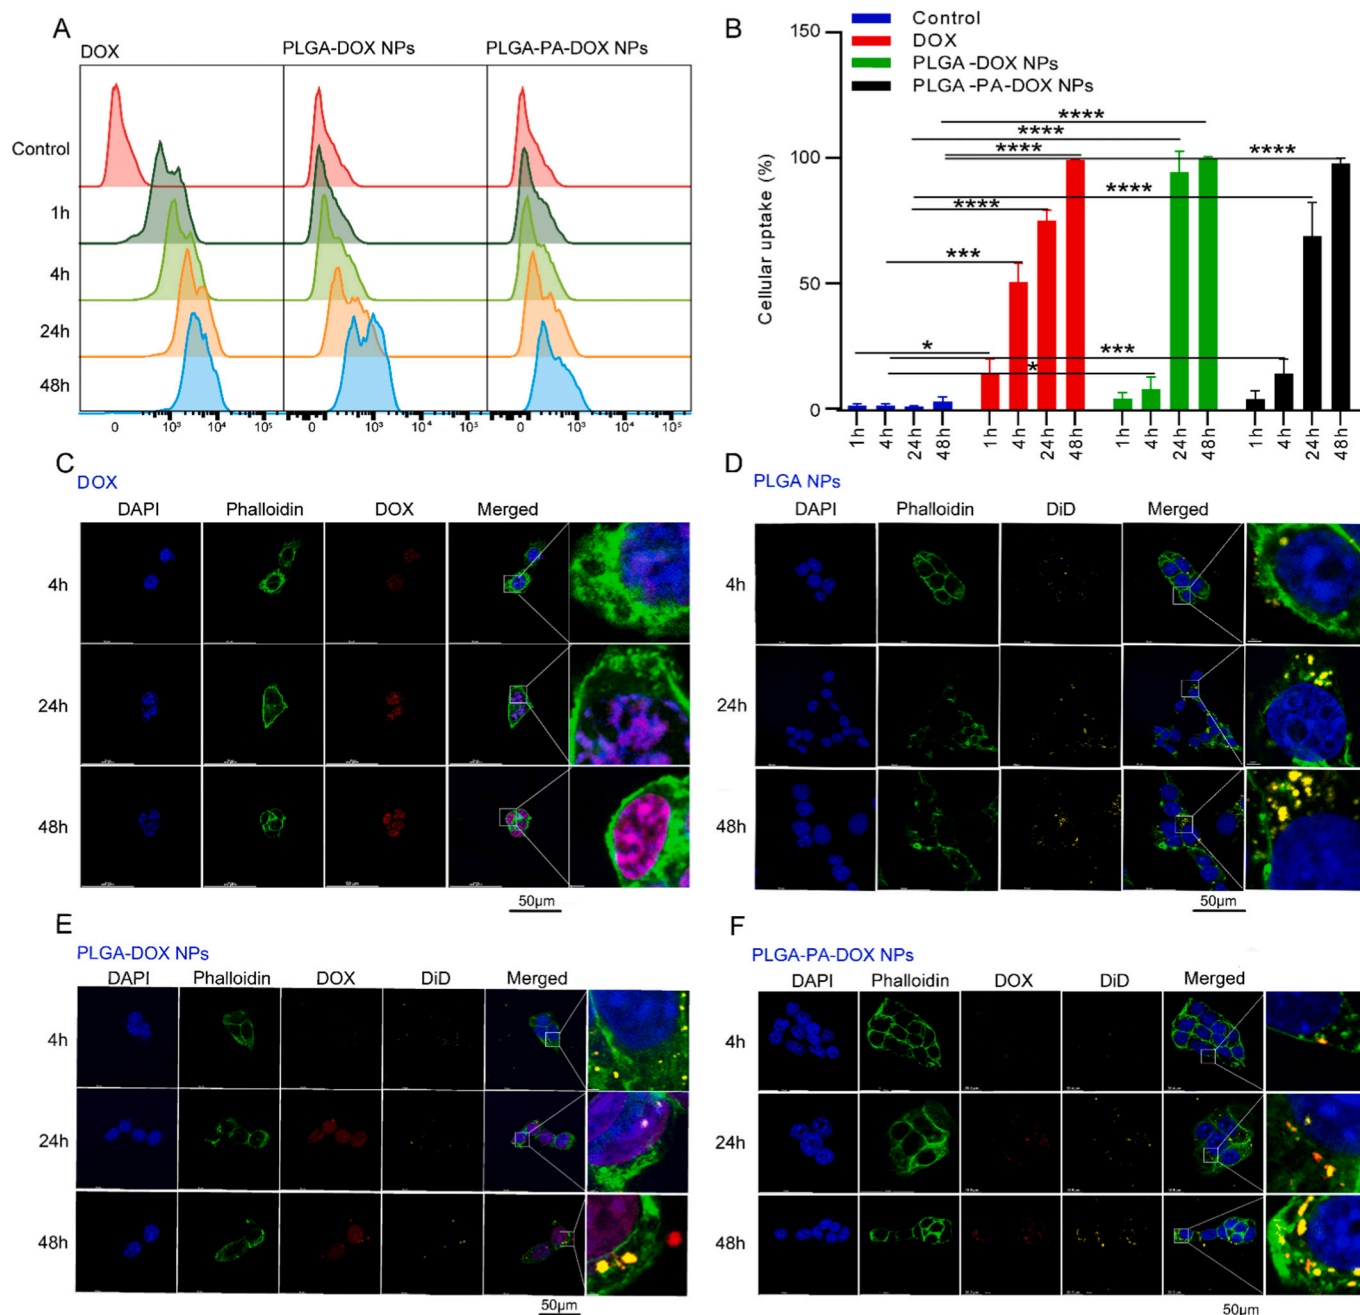 A
DOX
PLGA-DOX NPs
PLGA-PA-DOX NPs
Control
1h
4h
24h
48h
0 10³ 10⁴ 10⁵
0 10³ 10⁴ 10⁵
0 10³ 10⁴ 10⁵
B
Control
DOX
PLGA-DOX NPs
PLGA-PA-DOX NPs
Cellular uptake (%)
150
100
50
0
****
****
****
****
****
****
***
*
***
*
1h 4h 24h 48h 1h 4h 24h 48h 1h 4h 24h 48h 1h 4h 24h 48h
C
DOX
DAPI Phalloidin DOX Merged
4h
24h
48h
50µm
D
PLGA NPs
DAPI Phalloidin DiD Merged
4h
24h
48h
50µm
E
PLGA-DOX NPs
DAPI Phalloidin DOX DiD Merged
4h
24h
48h
50µm
F
PLGA-PA-DOX NPs
DAPI Phalloidin DOX DiD Merged
4h
24h
48h
50µm